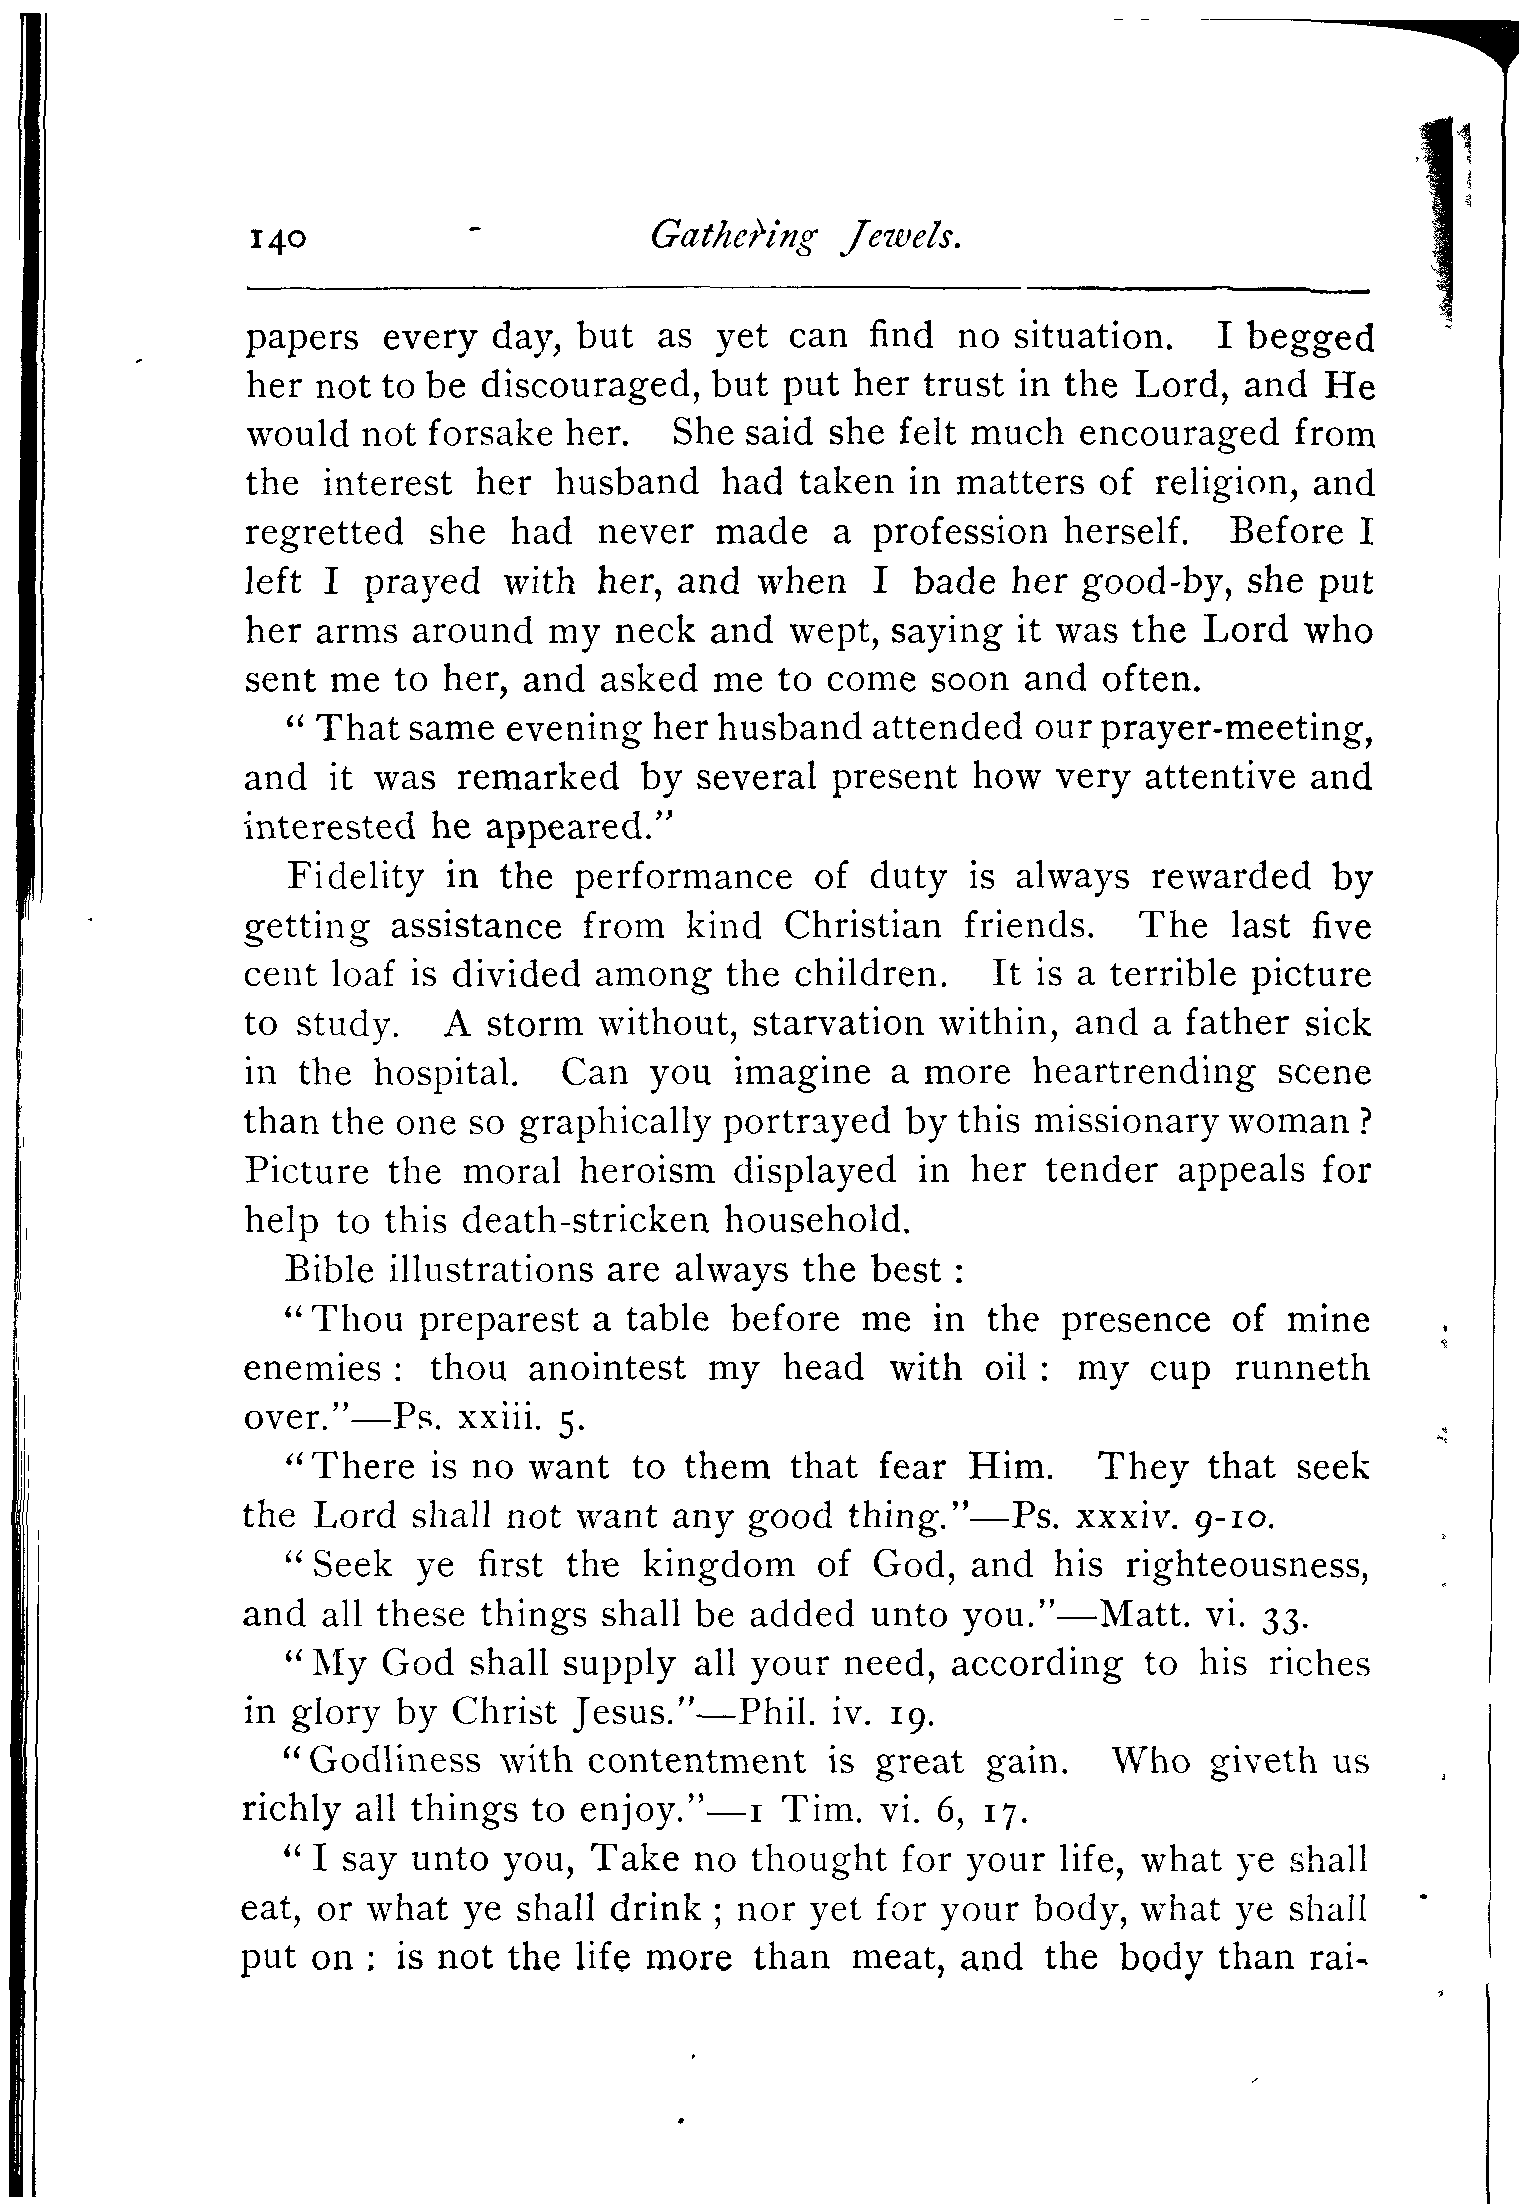 140 Gathering Jewels.
papers every day, but as yet can find no situation. I begged
her not to be discouraged, but put her trust in the Lord, and He
would not forsake her. She said she felt much encouraged from
the interest her husband had taken in matters of religion, and
regretted she had never made a profession herself. Before I
left I prayed with her, and when I bade her good-by, she put
her arms around my neck and wept, saying it was the Lord who
sent me to her, and asked me to come soon and often.
“ That same evening her husband attended our prayer-meeting,
and it was remarked by several present how very attentive and
interested he appeared.”
Fidelity in the performance of duty is always rewarded by
getting assistance from kind Christian friends. The last five
cent loaf is divided among the children. It is a terrible picture
to study. A storm without, starvation within, and a father sick
in the hospital. Can you imagine a more heartrending scene
than the one so graphically portrayed by this missionary woman ?
Picture the moral heroism displayed in her tender appeals for
help to this death-stricken household.
Bible illustrations are always the best :
“ Thou preparest a table before me in the presence of mine
enemies : thou anointest my head with oil : my cup runneth
over.”—Ps. xxiii. 5.
“ There is no want to them that fear Him. They that seek
the Lord shall not want any good thing.”—Ps. xxxiv. 9-10.
“ Seek ye first the kingdom of God, and his righteousness,
and all these things shall be added unto you.”—Matt. vi. 33.
“ My God shall supply all your need, according to his riches
in glory by Christ Jesus.”—Phil. iv. 19.
“ Godliness with contentment is great gain. Who giveth us
richly all things to enjoy.”—1 Tim. vi. 6, 17.
“ I say unto you, Take no thought for your life, what ye shall
eat, or what ye shall drink ; nor yet for your body, what ye shall
put on : is not the life more than meat, and the body than rai-